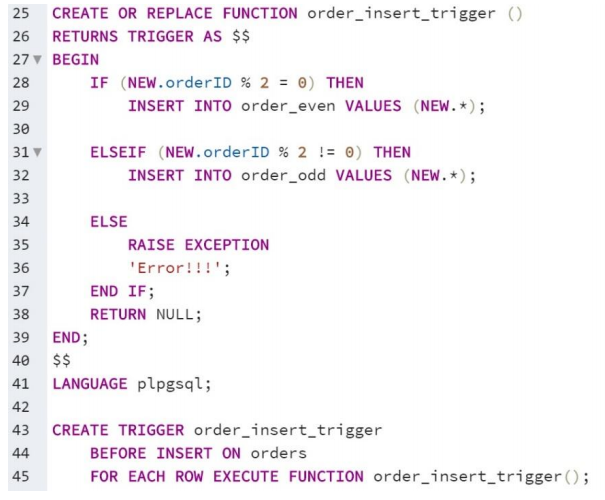 25 CREATE OR REPLACE FUNCTION order_insert_trigger ()
26 RETURNS TRIGGER AS $$
27 BEGIN
28     IF (NEW.orderID % 2 = 0) THEN
29         INSERT INTO order_even VALUES (NEW.*);
30
31     ELSEIF (NEW.orderID % 2 != 0) THEN
32         INSERT INTO order_odd VALUES (NEW.*);
33
34     ELSE
35         RAISE EXCEPTION
36         'Error!!!';
37     END IF;
38     RETURN NULL;
39 END;
40 $$
41 LANGUAGE plpgsql;
42
43 CREATE TRIGGER order_insert_trigger
44     BEFORE INSERT ON orders
45     FOR EACH ROW EXECUTE FUNCTION order_insert_trigger();